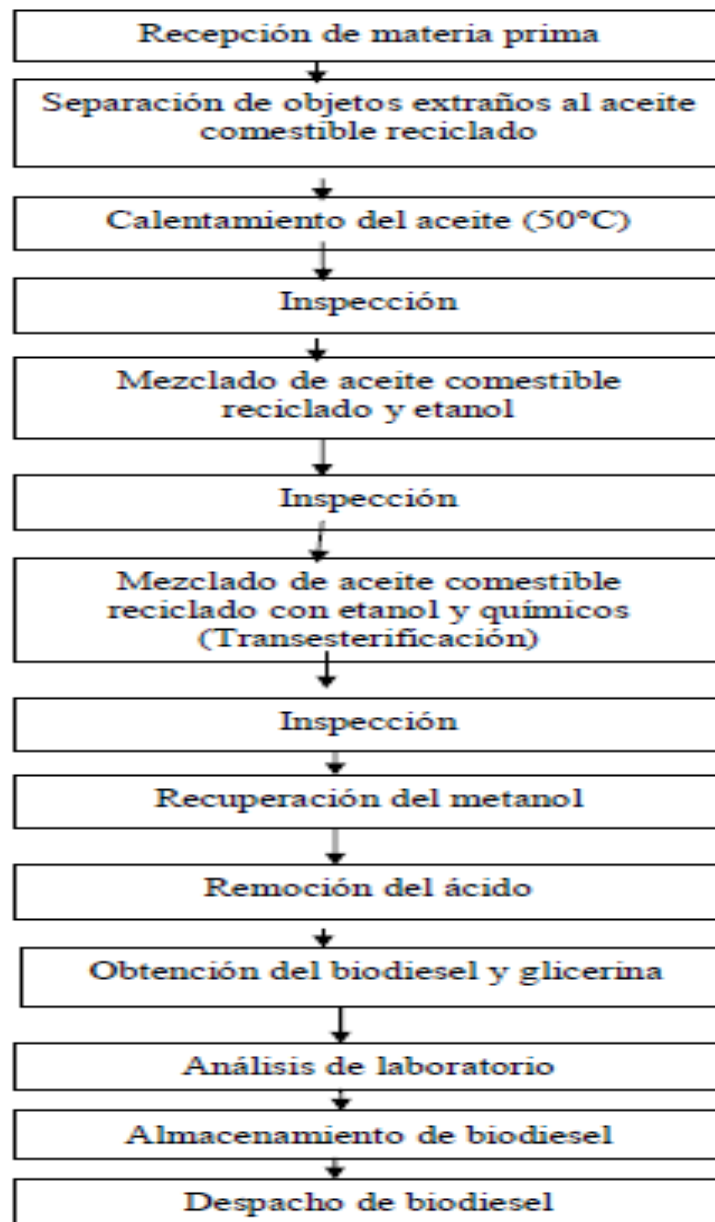 Recepción de materia prima
Separación de objetos extraños al aceite
comestible reciclado
Calentamiento del aceite (50°C)
Inspección
Mezclado de aceite comestible
reciclado y etanol
Inspección
Mezclado de aceite comestible
reciclado con etanol y químicos
(Transesterificación)
Inspección
Recuperación del metanol
Remoción del ácido
Obtención del biodiesel y glicerina
Análisis de laboratorio
Almacenamiento de biodiesel
Despacho de biodiesel